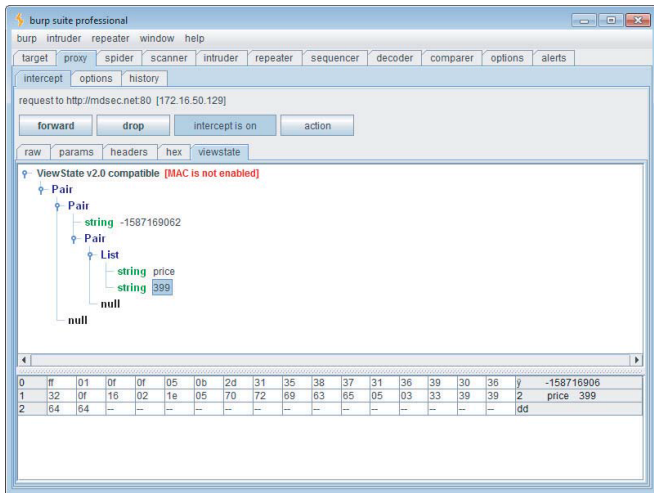 burp suite professional
burp intruder repeater window help
target proxy spider scanner intruder repeater sequencer decoder comparer options alerts
intercept options history
request to http://mdsec.net:80 [172.16.50.129]
forward drop intercept is on action
raw params headers hex viewstate
ViewState v2.0 compatible [MAC is not enabled]
Pair
Pair
string -1587169062
Pair
List
string price
string 399
null
null
0 ff 01 0f 0f 05 0b 2d 31 35 38 37 31 36 39 30 36 ÿ -158716906
1 32 0f 16 02 1e 05 70 72 69 63 65 05 03 33 39 39 2 price 399
2 64 64 -- -- -- -- -- -- -- -- -- -- -- -- -- -- dd